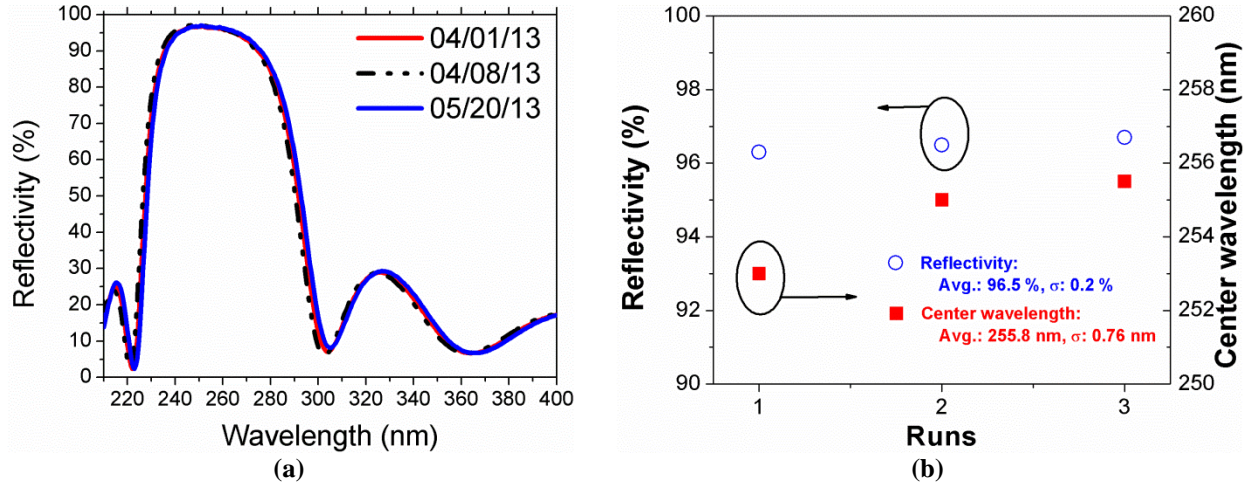 100
90
80
70
60
50
40
30
20
10
0
Reflectivity (%)
04/01/13
04/08/13
05/20/13
220 240 260 280 300 320 340 360 380 400
Wavelength (nm)
(a)
100
98
96
94
92
90
Reflectivity (%)
260
258
256
254
252
250
Center wavelength (nm)
Reflectivity:
Avg.: 96.5 %, σ: 0.2 %
Center wavelength:
Avg.: 255.8 nm, σ: 0.76 nm
1 2 3
Runs
(b)